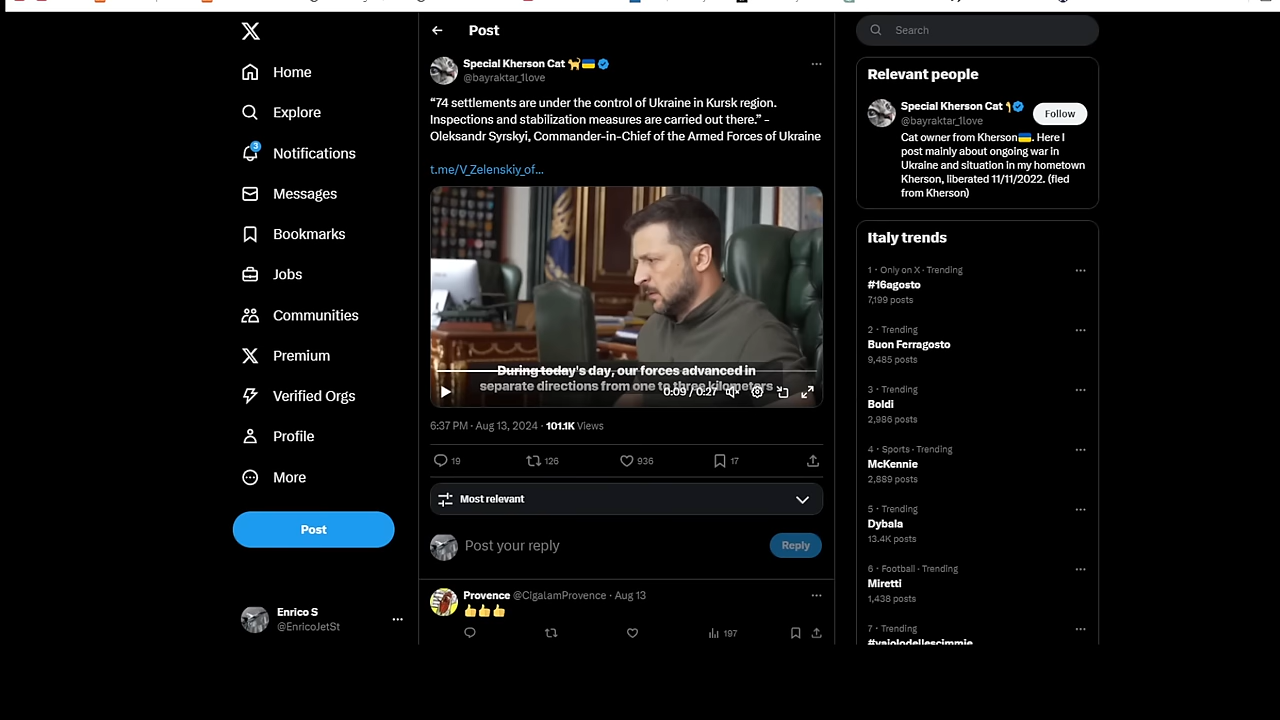 Home
Explore
3
Notifications
Messages
Bookmarks
Jobs
Communities
Premium
Verified Orgs
Profile
More
Post
Enrico S
@EnricoJetSt
Post
Special Kherson Cat
@bayraktar_1love
“74 settlements are under the control of Ukraine in Kursk region.
Inspections and stabilization measures are carried out there.” –
Oleksandr Syrskyi, Commander-in-Chief of the Armed Forces of Ukraine
t.me/V_Zelenskiy_of…
During today's day, our forces advanced in
separate directions from one to three kilometers
0:09 / 0:27
6:37 PM · Aug 13, 2024 · 101.1K Views
19 126 936 17
Most relevant
Post your reply
Reply
Provence @CigalamProvence · Aug 13
👍👍👍
197
Search
Relevant people
Special Kherson Cat
@bayraktar_1love
Follow
Cat owner from Kherson🇺🇦. Here I
post mainly about ongoing war in
Ukraine and situation in my hometown
Kherson, liberated 11/11/2022. (fled
from Kherson)
Italy trends
1 · Only on X · Trending
#16agosto
7,199 posts
2 · Trending
Buon Ferragosto
9,485 posts
3 · Trending
Boldi
2,986 posts
4 · Sports · Trending
McKennie
2,889 posts
5 · Trending
Dybala
13.4K posts
6 · Football · Trending
Miretti
1,438 posts
7 · Trending
#vaiolodellescimmie